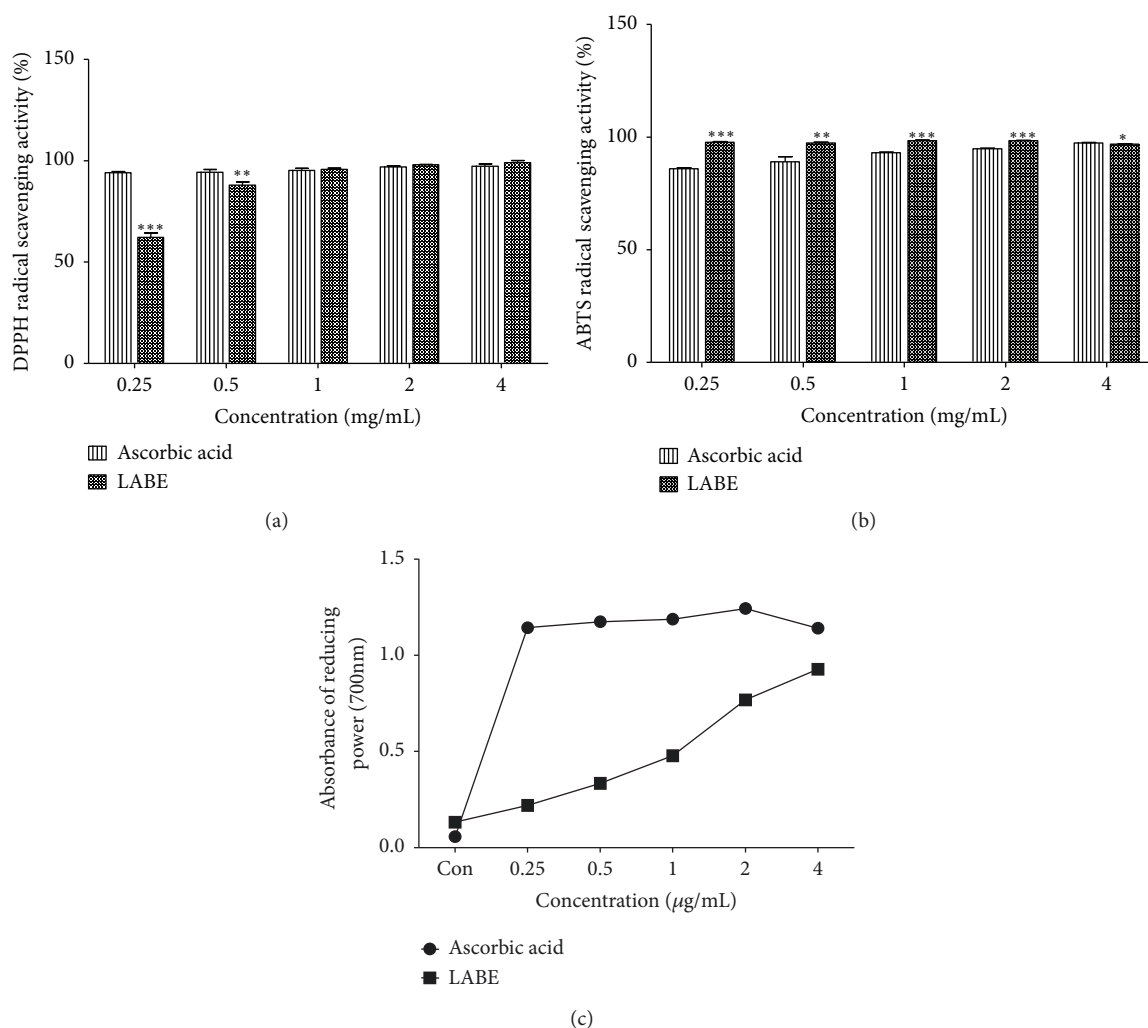 DPPH radical scavenging activity (%)
150
100
50
0
***
**
0.25 0.5 1 2 4
Concentration (mg/mL)
Ascorbic acid
LABE
(a)
ABTS radical scavenging activity (%)
150
100
50
0
*** ** *** *** *
0.25 0.5 1 2 4
Concentration (mg/mL)
Ascorbic acid
LABE
(b)
Absorbance of reducing
power (700nm)
1.5
1.0
0.5
0.0
Con 0.25 0.5 1 2 4
Concentration (μg/mL)
Ascorbic acid
LABE
(c)